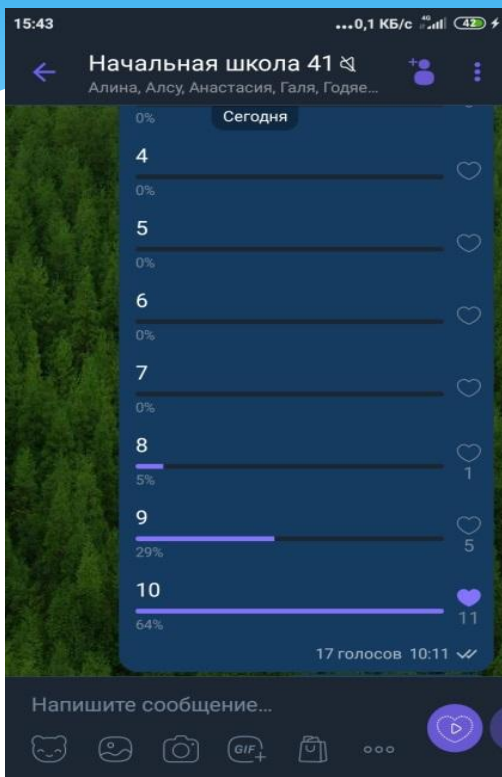 15:43
...0,1 КБ/с 4G 42
Начальная школа 41
Алина, Алсу, Анастасия, Галя, Годяе...
0%
Сегодня
4
0%
5
0%
6
0%
7
0%
8
1
5%
9
5
29%
10
11
64%
17 голосов 10:11
Напишите сообщение...
GIF